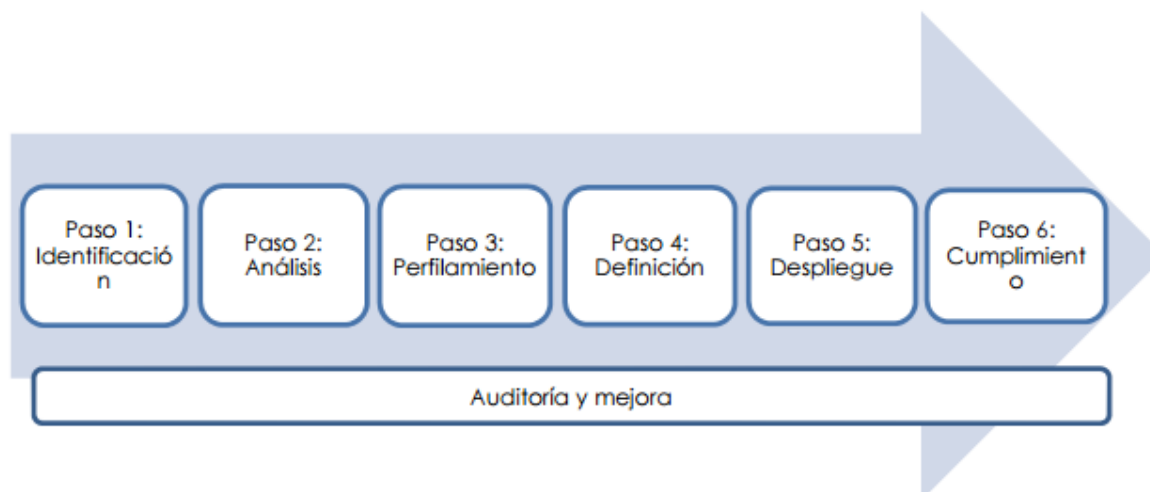 Paso 1:
Identificació
n
Paso 2:
Análisis
Paso 3:
Perfilamiento
Paso 4:
Definición
Paso 5:
Despliegue
Paso 6:
Cumplimient
o
Auditoría y mejora